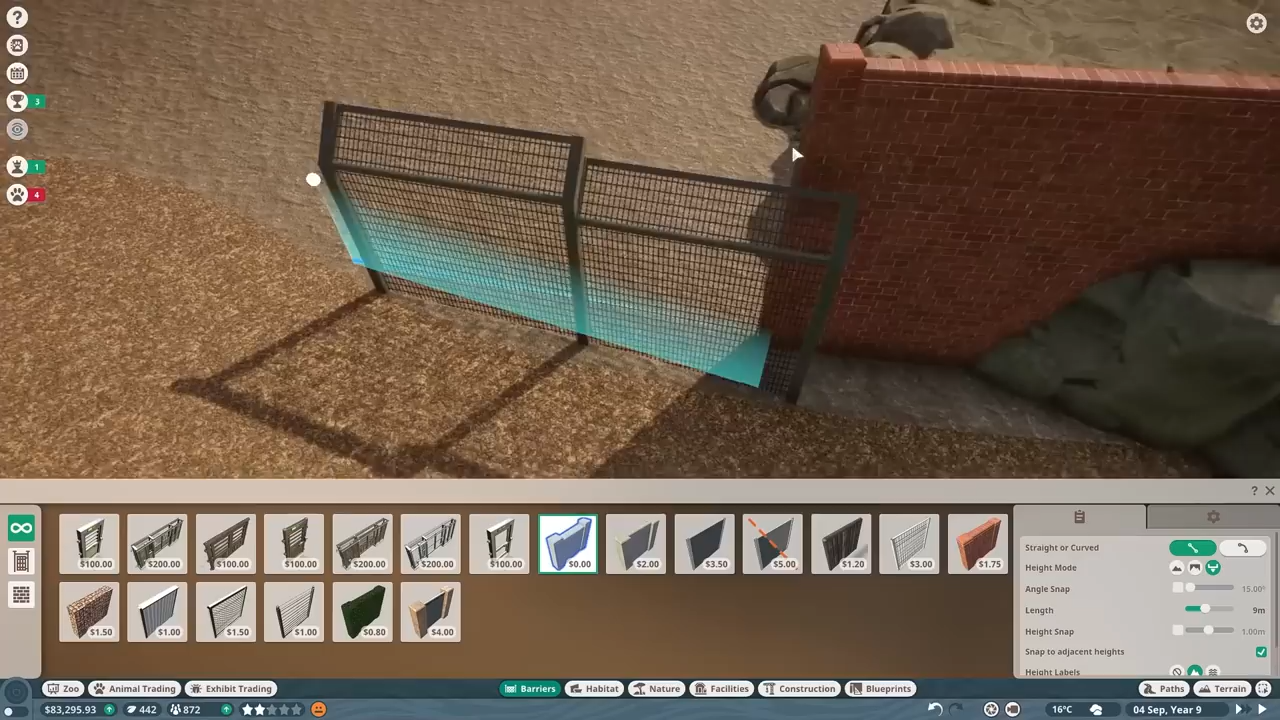 ?
3
1
4
?
$100.00 $200.00 $100.00 $100.00 $200.00 $200.00 $100.00 $0.00 $2.00 $3.50 $5.00 $1.20 $3.00 $1.75
$1.50 $1.00 $1.50 $1.00 $0.80 $4.00
Straight or Curved
Height Mode
Angle Snap 15.00°
Length 9m
Height Snap 1.00m
Snap to adjacent heights
Height Labels
Zoo Animal Trading Exhibit Trading Barriers Habitat Nature Facilities Construction Blueprints Paths Terrain
$83,295.93 442 872 16°C 04 Sep, Year 9